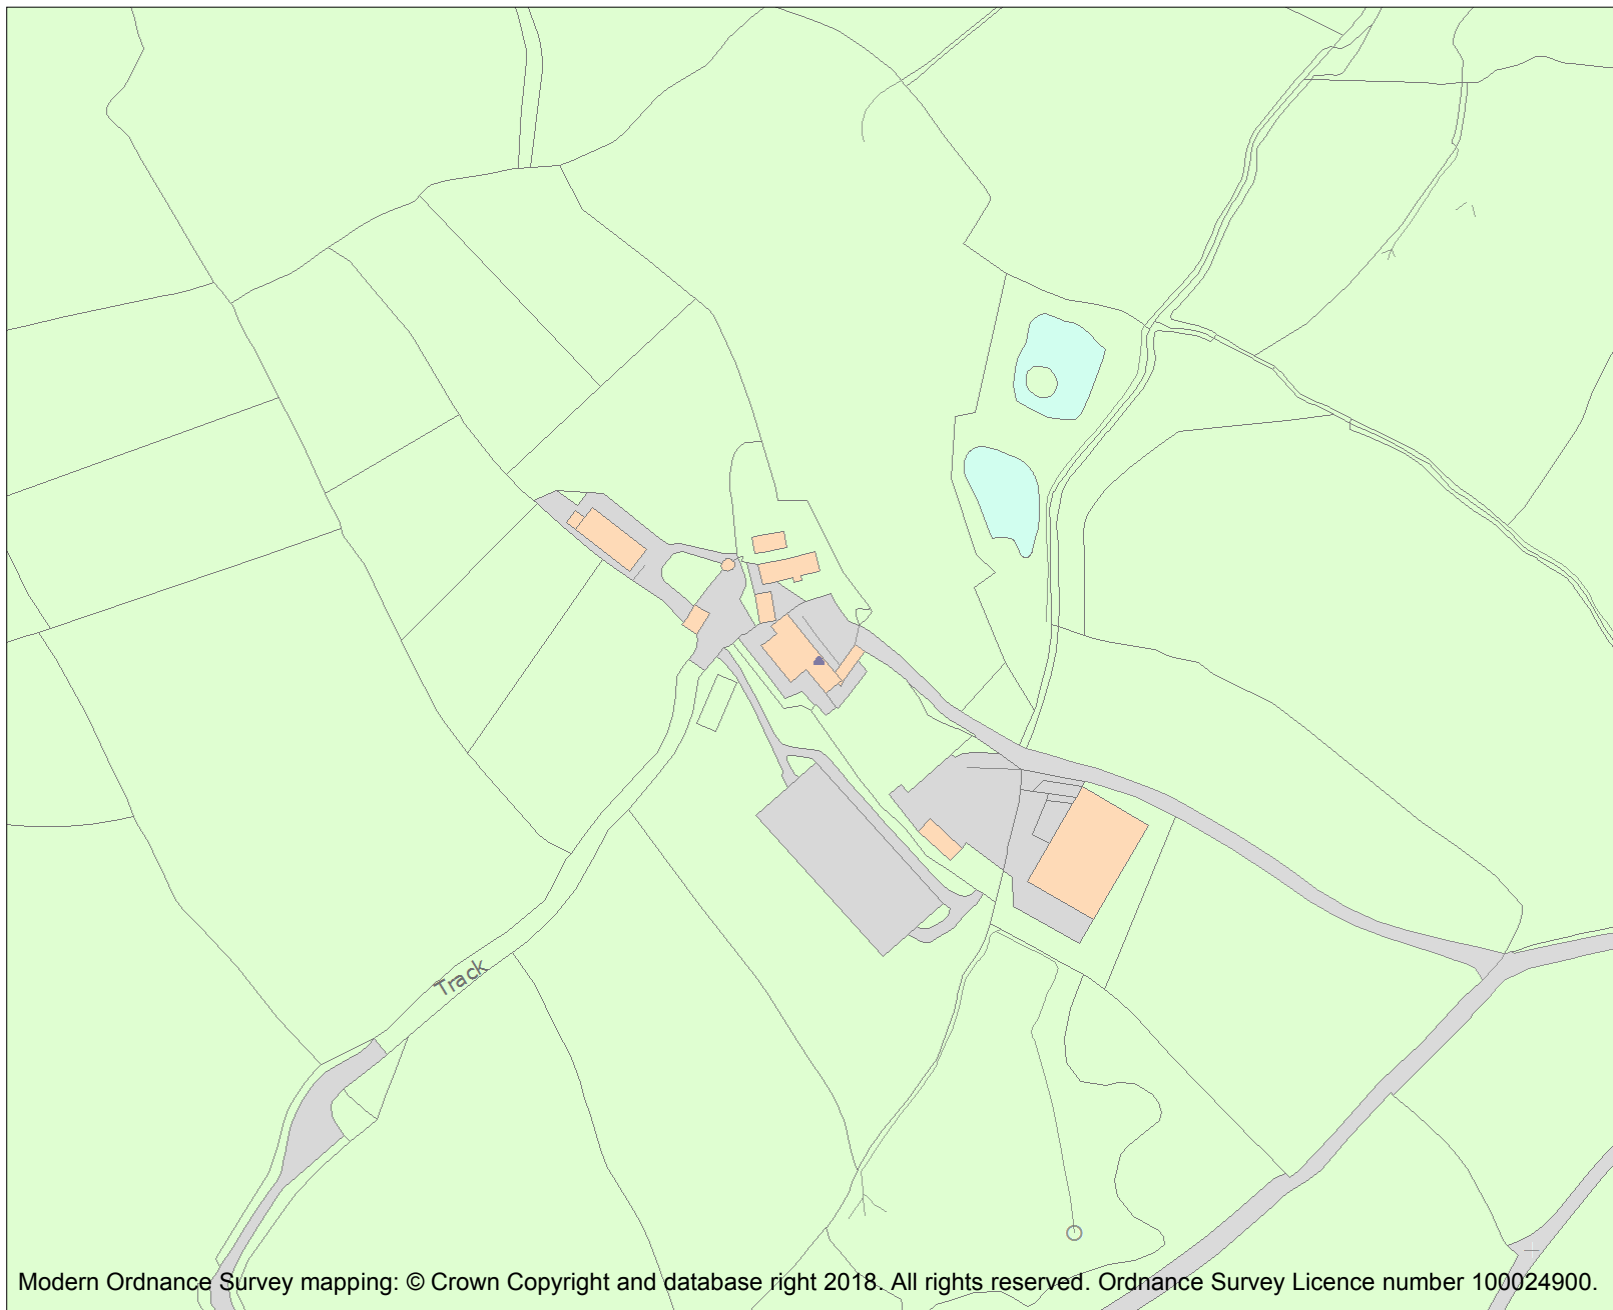 Track
Modern Ordnance Survey mapping: © Crown Copyright and database right 2018. All rights reserved. Ordnance Survey Licence number 100024900.